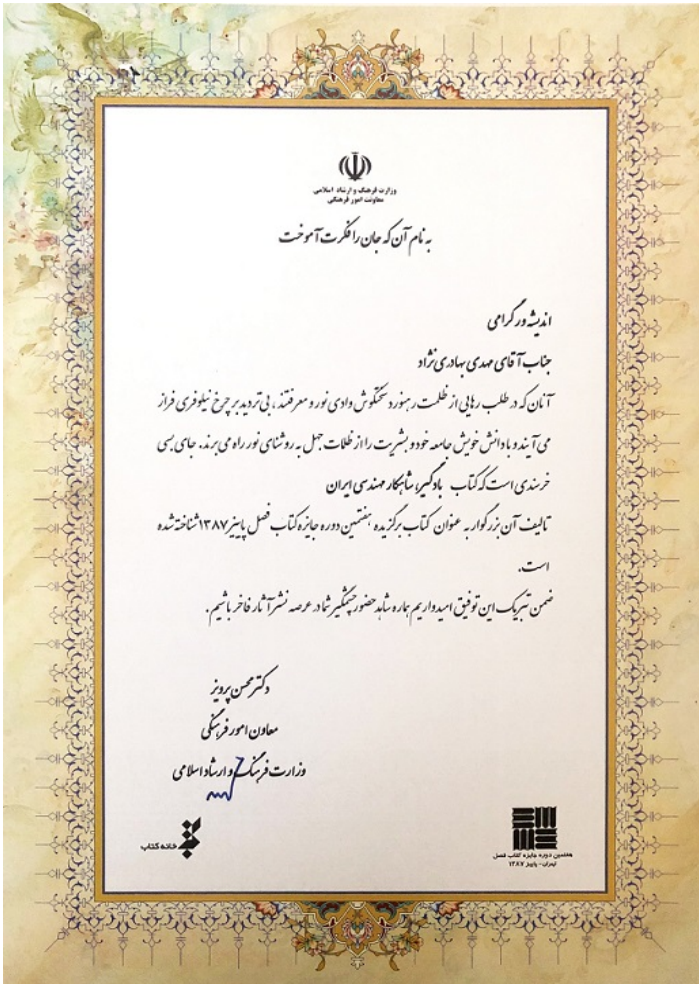 وزارت فرهنگ و ارشاد اسلامی
معاونت امور فرهنگی
به نام آن که جان را فکرت آموخت
اندیشه ور گرامی
جناب آقای مهدی بهادری نژاد
آنان که در طلب رهایی از ظلمت رهنورد سختکوش وادی نور و معرفتند، بی تردید بر چرخ نیلوفری فراز
می آیند و با دانش خویش جامعه خود و بشریت را از ظلمات جهل به روشنای نور راه می برند. جای بسی
خرسندی است که کتاب بادگیر، شاهکار مهندسی ایران
تالیف آن بزرگوار به عنوان کتاب برگزیده هفتمین دوره جایزه کتاب فصل پاییز ۱۳۸۷ شناخته شده
است.
ضمن تبریک این توفیق امیدواریم هماره شاهد حضور چشمگیر شما در عرصه نشر آثار فاخر باشیم.
دکتر محسن پرویز
معاون امور فرهنگی
وزارت فرهنگ و ارشاد اسلامی
خانه کتاب
هفتمین دوره جایزه کتاب فصل
تهران - پاییز ۱۳۸۷